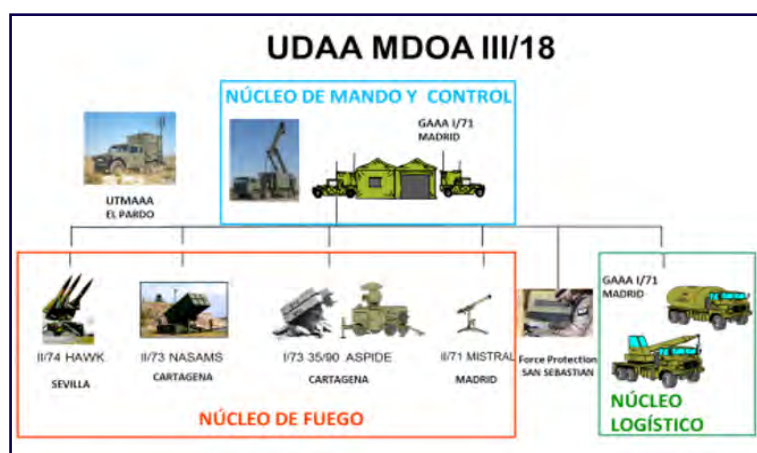 UDAA MDOA III/18
NÚCLEO DE MANDO Y CONTROL
GAAA I/71
MADRID
UTMAAA
EL PARDO
II/74 HAWK
SEVILLA
II/73 NASAMS
CARTAGENA
I/73 35/90 ASPIDE
CARTAGENA
II/71 MISTRAL
MADRID
NÚCLEO DE FUEGO
Force Protection
SAN SEBASTIAN
GAAA I/71
MADRID
NÚCLEO
LOGÍSTICO